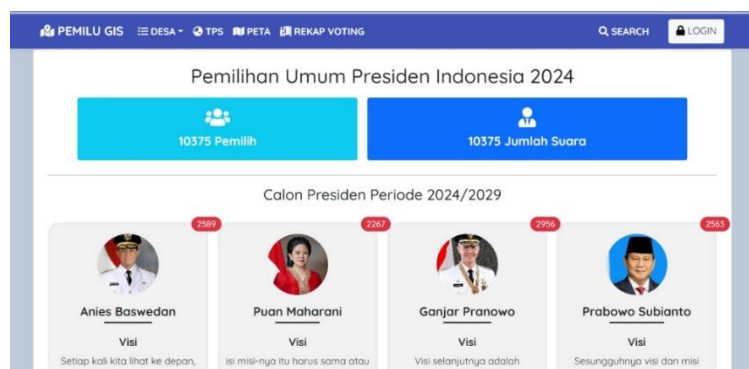 PEMILU GIS DESA TPS PETA REKAP VOTING SEARCH LOGIN
Pemilihan Umum Presiden Indonesia 2024
10375 Pemilih
10375 Jumlah Suara
Calon Presiden Periode 2024/2029
2589
2267
2956
2563
Anies Baswedan
Puan Maharani
Ganjar Pranowo
Prabowo Subianto
Visi
Visi
Visi
Visi
Setiap kali kita lihat ke depan,
isi misi-nya itu harus sama atau
Visi selanjutnya adalah
Sesungguhnya visi dan misi